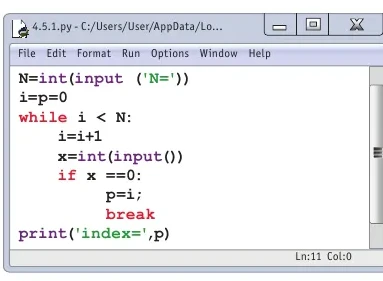 4.5.1.py - C:/Users/User/AppData/Lo...
File Edit Format Run Options Window Help
N=int(input ('N='))
i=p=0
while i < N:
    i=i+1
    x=int(input())
    if x ==0:
        p=i;
        break
print('index=',p)
Ln:11 Col:0